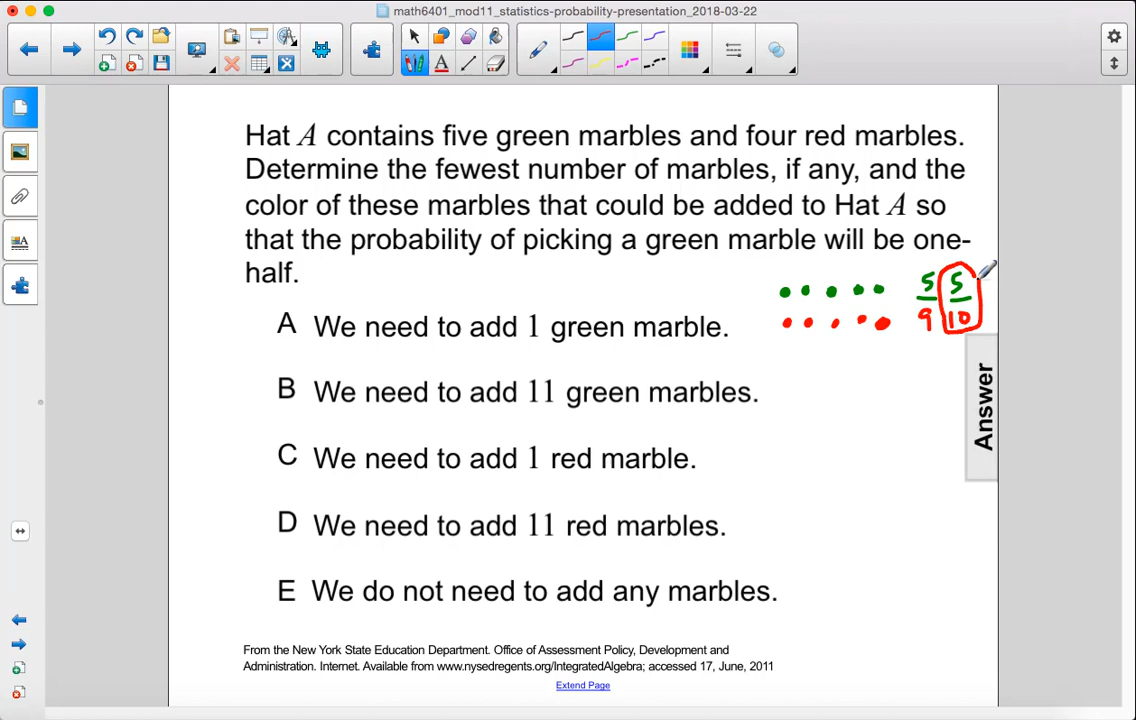 math6401_mod11_statistics-probability-presentation_2018-03-22
Hat A contains five green marbles and four red marbles.
Determine the fewest number of marbles, if any, and the
color of these marbles that could be added to Hat A so
that the probability of picking a green marble will be one-
half.
5 5
9 10
A We need to add 1 green marble.
B We need to add 11 green marbles.
C We need to add 1 red marble.
D We need to add 11 red marbles.
E We do not need to add any marbles.
Answer
From the New York State Education Department. Office of Assessment Policy, Development and
Administration. Internet. Available from www.nysedregents.org/IntegratedAlgebra; accessed 17, June, 2011
Extend Page